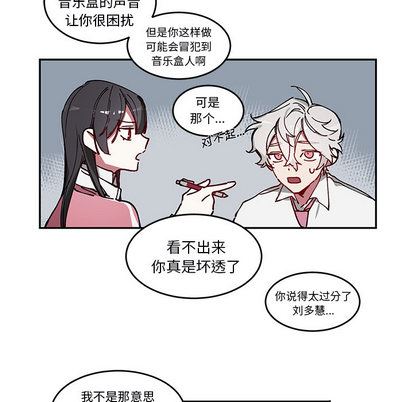 音乐盒的声音
让你很困扰
但是你这样做
可能会冒犯到
音乐盒人啊
可是
那个...
对不起...
看不出来
你真是坏透了
你说得太过分了
刘多慧...
我不是那意思